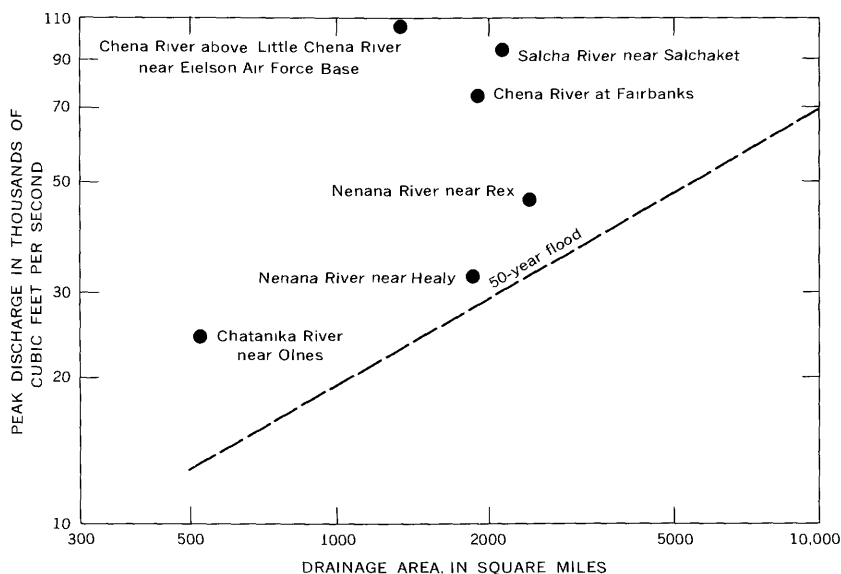 PEAK DISCHARGE IN THOUSANDS OF
CUBIC FEET PER SECOND
110
90
70
50
30
20
10
Chena River above Little Chena River
near Eielson Air Force Base
Salcha River near Salchaket
Chena River at Fairbanks
Nenana River near Rex
50-year flood
Nenana River near Healy
Chatanika River
near Olnes
300
500
1000
2000
5000
10,000
DRAINAGE AREA, IN SQUARE MILES